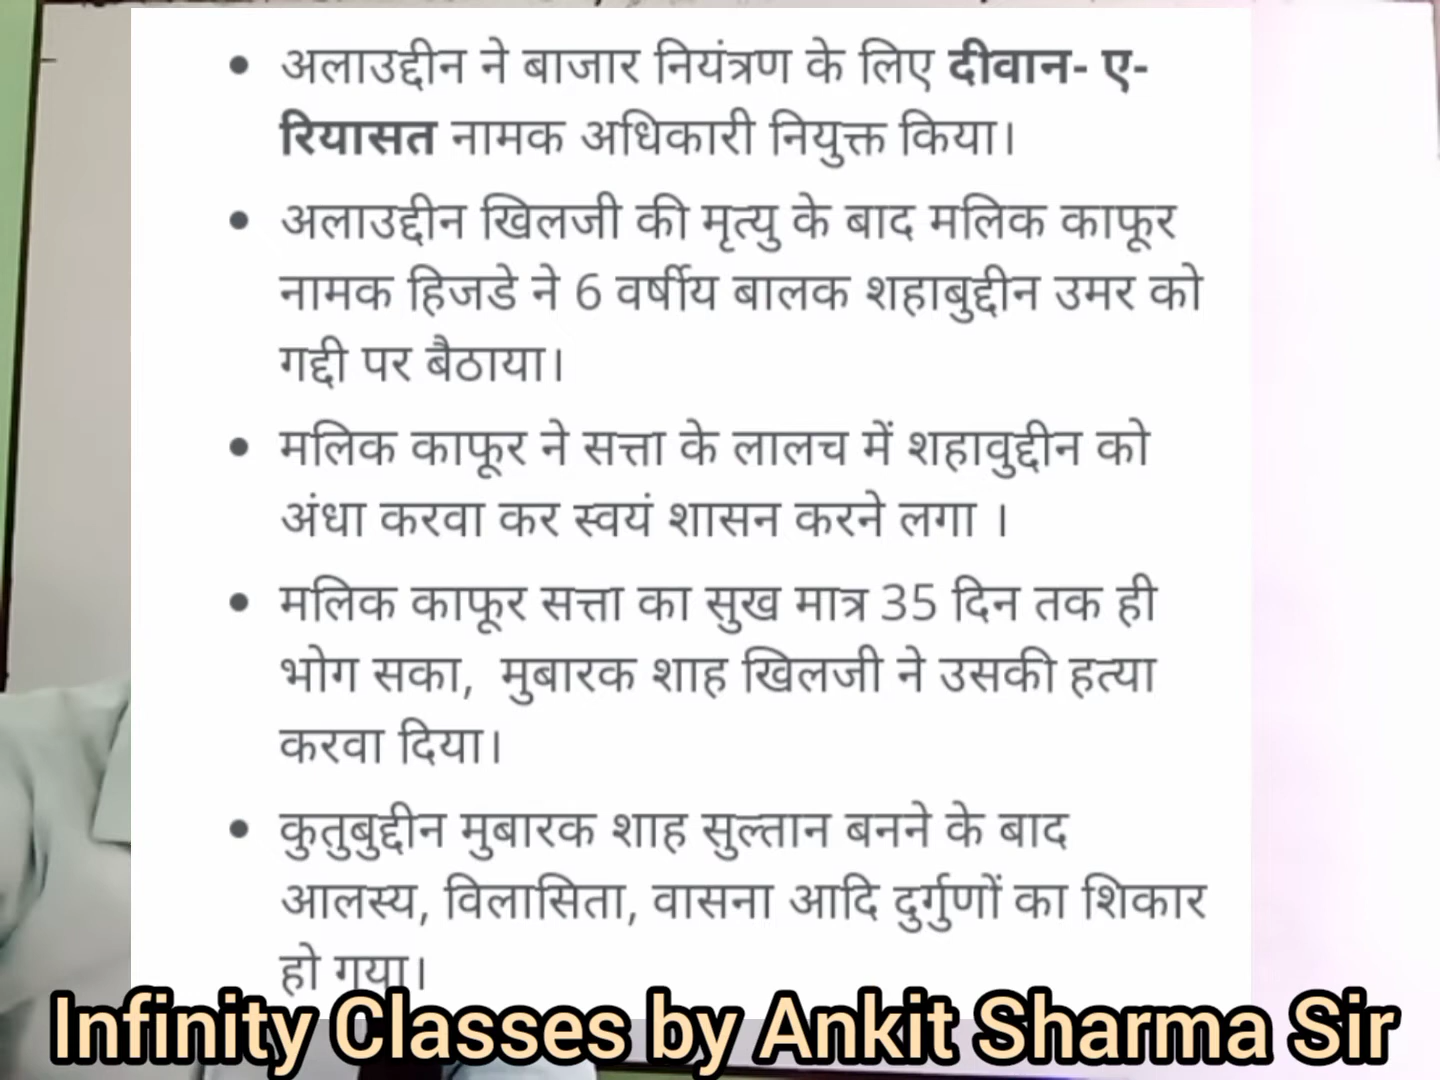 • अलाउद्दीन ने बाजार नियंत्रण के लिए दीवान- ए-
रियासत नामक अधिकारी नियुक्त किया।
• अलाउद्दीन खिलजी की मृत्यु के बाद मलिक काफूर
नामक हिजडे ने 6 वर्षीय बालक शहाबुद्दीन उमर को
गद्दी पर बैठाया।
• मलिक काफूर ने सत्ता के लालच में शहावुद्दीन को
अंधा करवा कर स्वयं शासन करने लगा ।
• मलिक काफूर सत्ता का सुख मात्र 35 दिन तक ही
भोग सका, मुबारक शाह खिलजी ने उसकी हत्या
करवा दिया।
• कुतुबुद्दीन मुबारक शाह सुल्तान बनने के बाद
आलस्य, विलासिता, वासना आदि दुर्गुणों का शिकार
हो गया।
Infinity Classes by Ankit Sharma Sir